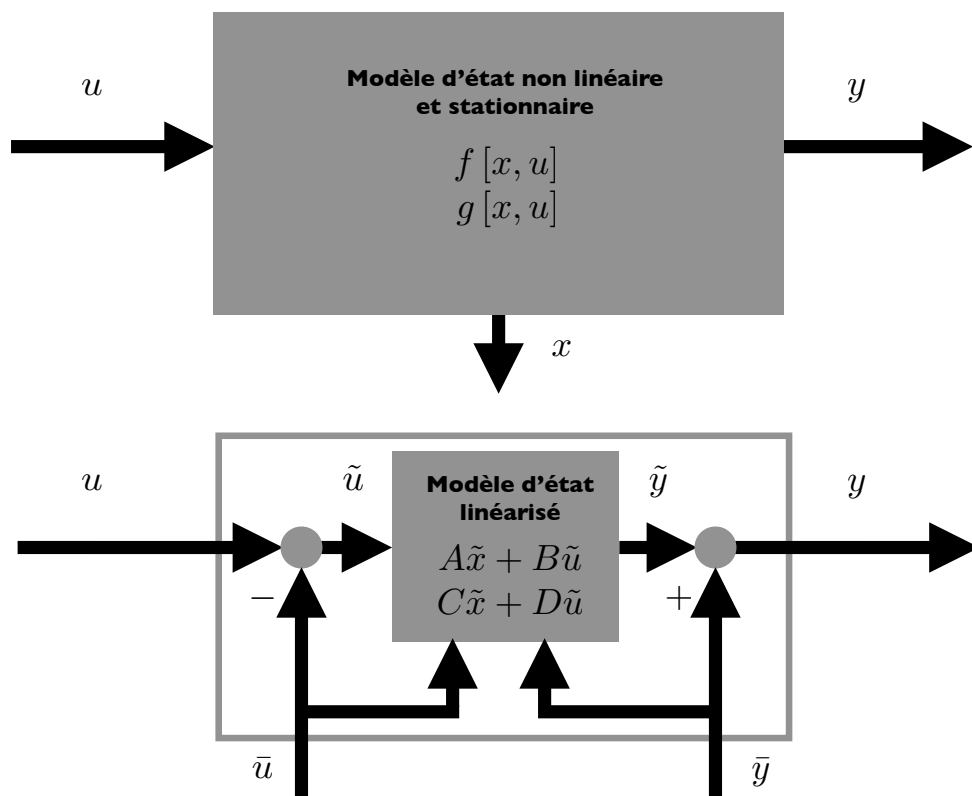 u
Modèle d'état non linéaire
et stationnaire
y
f [x, u]
g [x, u]
x
u
ũ
Modèle d'état
linéarisé
ỹ
y
Ax̃ + Bũ
Cx̃ + Dũ
−
+
ū
ȳ